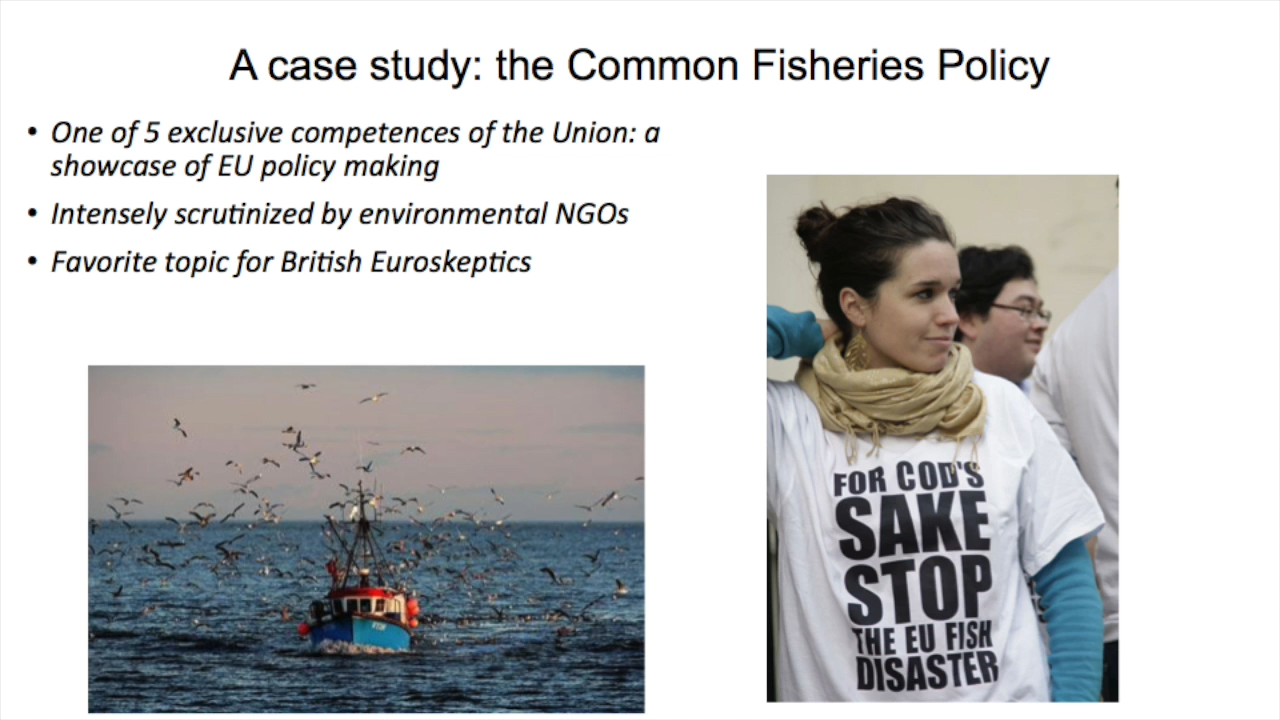 A case study: the Common Fisheries Policy
• One of 5 exclusive competences of the Union: a
showcase of EU policy making
• Intensely scrutinized by environmental NGOs
• Favorite topic for British Euroskeptics
FOR COD'S
SAKE
STOP
THE EU FISH
DISASTER